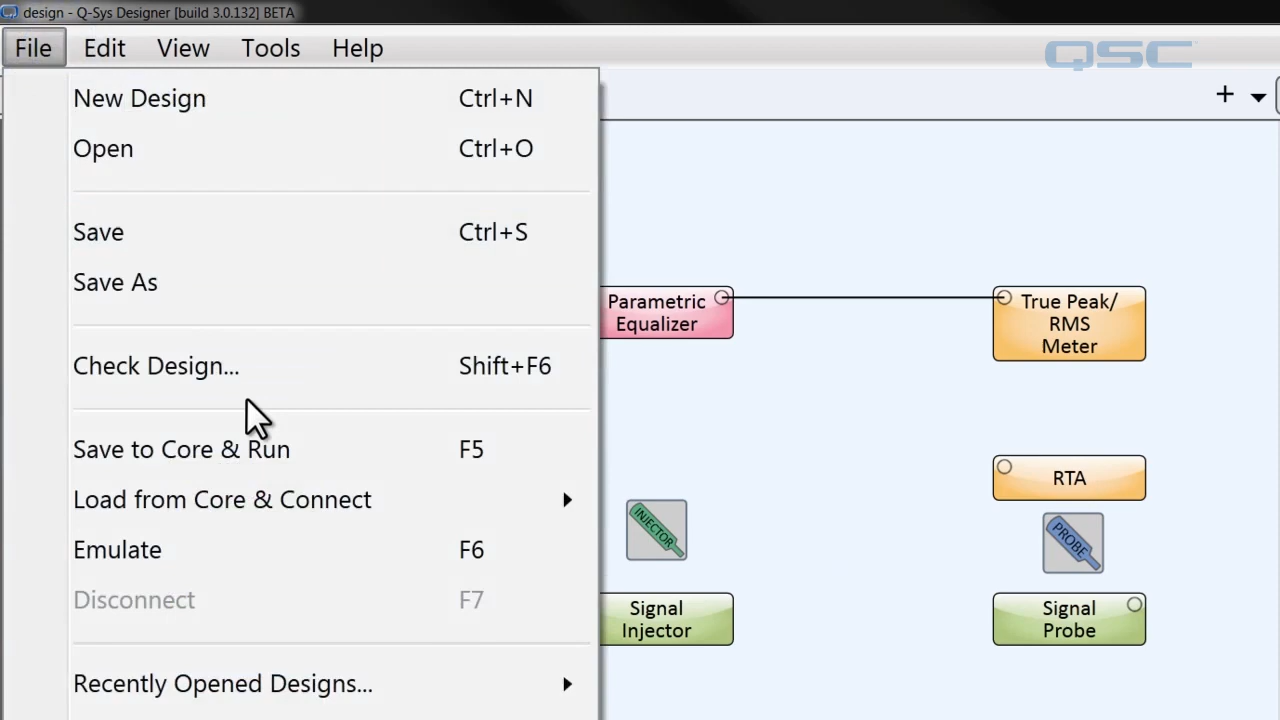 design - Q-Sys Designer [build 3.0.132] BETA
File Edit View Tools Help
QSC
New Design Ctrl+N
Open Ctrl+O
Save Ctrl+S
Save As
Check Design... Shift+F6
Save to Core & Run F5
Load from Core & Connect
Emulate F6
Disconnect F7
Recently Opened Designs...
Parametric
Equalizer
True Peak/
RMS
Meter
RTA
INJECTOR
PROBE
Signal
Injector
Signal
Probe